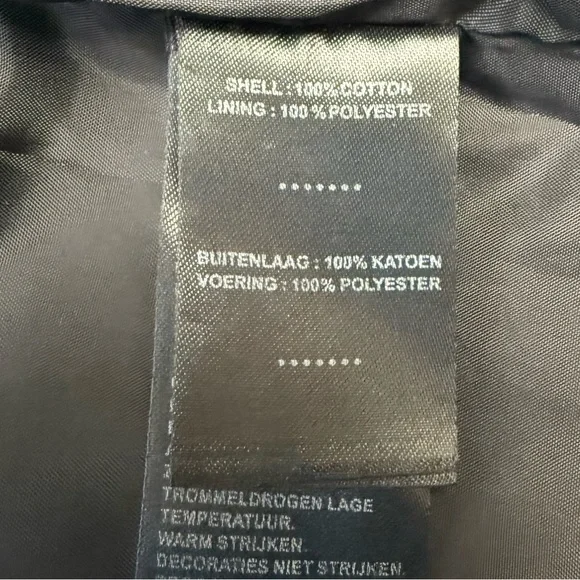 SHELL : 100% COTTON
LINING : 100 % POLYESTER
.......
BUITENLAAG : 100% KATOEN
VOERING : 100% POLYESTER
.......
TROMMELDROGEN LAGE
TEMPERATUUR.
WARM STRIJKEN.
DECORATIES NIET STRIJKEN.